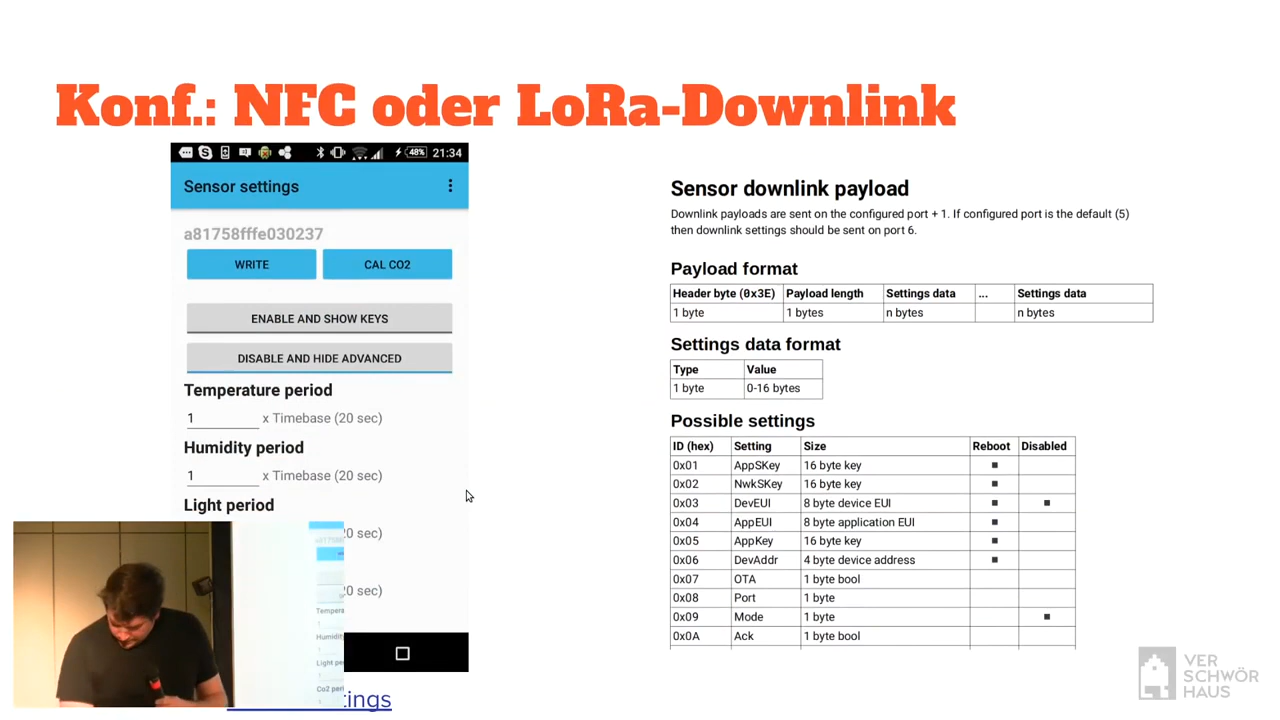 Konf.: NFC oder LoRa-Downlink
48% 21:34
Sensor settings
a81758fffe030237
WRITE CAL CO2
ENABLE AND SHOW KEYS
DISABLE AND HIDE ADVANCED
Temperature period
1 x Timebase (20 sec)
Humidity period
1 x Timebase (20 sec)
Light period
20 sec)
20 sec)
Humidity
Light pe
tings
Sensor downlink payload
Downlink payloads are sent on the configured port + 1. If configured port is the default (5)
then downlink settings should be sent on port 6.
Payload format
Header byte (0x3E) Payload length Settings data ... Settings data
1 byte 1 bytes n bytes n bytes
Settings data format
Type Value
1 byte 0-16 bytes
Possible settings
ID (hex) Setting Size Reboot Disabled
0x01 AppSKey 16 byte key ■
0x02 NwkSKey 16 byte key ■
0x03 DevEUI 8 byte device EUI ■ ■
0x04 AppEUI 8 byte application EUI ■
0x05 AppKey 16 byte key ■
0x06 DevAddr 4 byte device address ■
0x07 OTA 1 byte bool
0x08 Port 1 byte
0x09 Mode 1 byte ■
0x0A Ack 1 byte bool
VER
SCHWÖR
HAUS